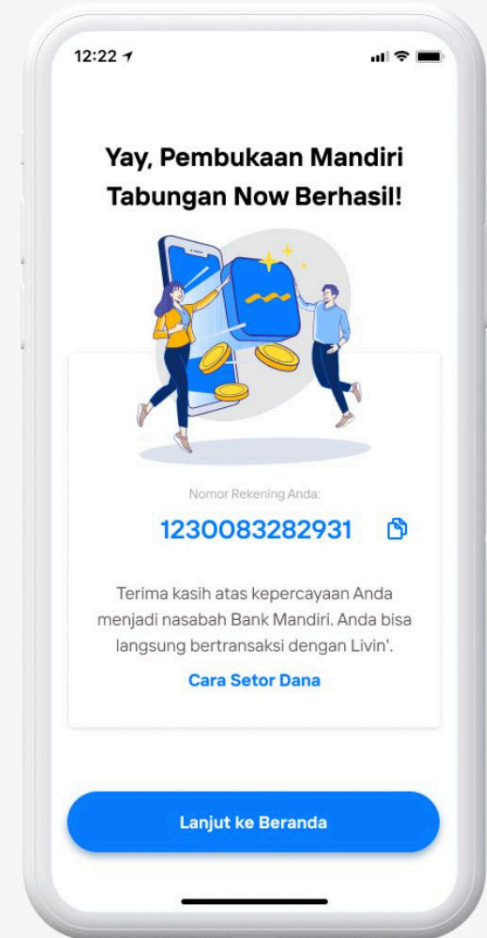 12:22
Yay, Pembukaan Mandiri
Tabungan Now Berhasil!
Nomor Rekening Anda:
1230083282931
Terima kasih atas kepercayaan Anda
menjadi nasabah Bank Mandiri. Anda bisa
langsung bertransaksi dengan Livin'.
Cara Setor Dana
Lanjut ke Beranda